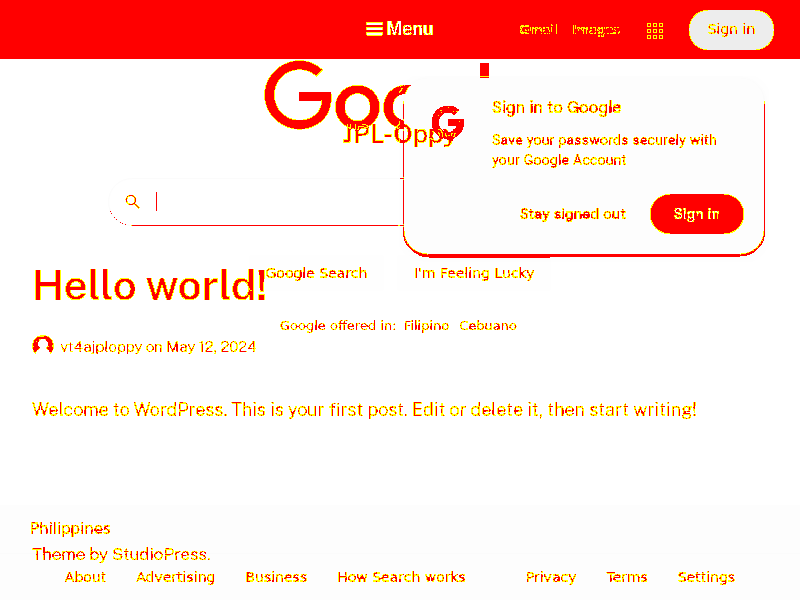 Menu
Gmail Images
Sign in
Goo
JPL-Oppy
G
Sign in to Google
Save your passwords securely with
your Google Account
Stay signed out
Sign in
Hello world!
Google Search
I'm Feeling Lucky
Google offered in: Filipino Cebuano
vt4ajploppy on May 12, 2024
Welcome to WordPress. This is your first post. Edit or delete it, then start writing!
Philippines
Theme by StudioPress.
About Advertising Business How Search works Privacy Terms Settings